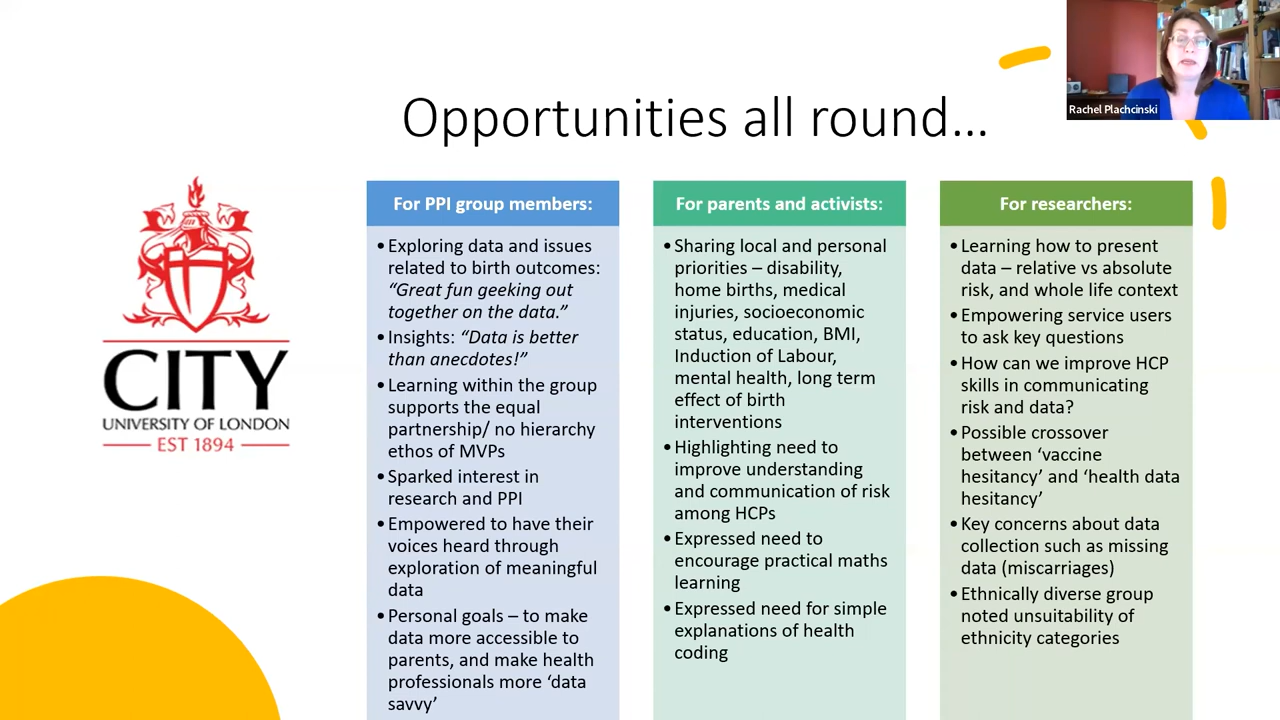 Rachel Plachcinski
Opportunities all round...
CITY
UNIVERSITY OF LONDON
EST 1894
For PPI group members:
•Exploring data and issues
related to birth outcomes:
“Great fun geeking out
together on the data.”
•Insights: “Data is better
than anecdotes!”
•Learning within the group
supports the equal
partnership/ no hierarchy
ethos of MVPs
•Sparked interest in
research and PPI
•Empowered to have their
voices heard through
exploration of meaningful
data
•Personal goals – to make
data more accessible to
parents, and make health
professionals more ‘data
savvy’
For parents and activists:
•Sharing local and personal
priorities – disability,
home births, medical
injuries, socioeconomic
status, education, BMI,
Induction of Labour,
mental health, long term
effect of birth
interventions
•Highlighting need to
improve understanding
and communication of risk
among HCPs
•Expressed need to
encourage practical maths
learning
•Expressed need for simple
explanations of health
coding
For researchers:
•Learning how to present
data – relative vs absolute
risk, and whole life context
•Empowering service users
to ask key questions
•How can we improve HCP
skills in communicating
risk and data?
•Possible crossover
between ‘vaccine
hesitancy’ and ‘health data
hesitancy’
•Key concerns about data
collection such as missing
data (miscarriages)
•Ethnically diverse group
noted unsuitability of
ethnicity categories